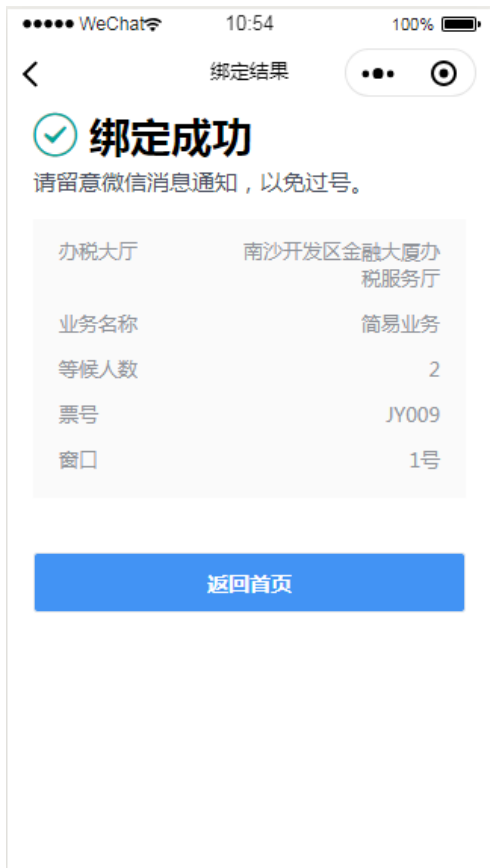 WeChat 10:54 100%
绑定结果
绑定成功
请留意微信消息通知，以免过号。
办税大厅 南沙开发区金融大厦办
税服务厅
业务名称 简易业务
等候人数 2
票号 JY009
窗口 1号
返回首页